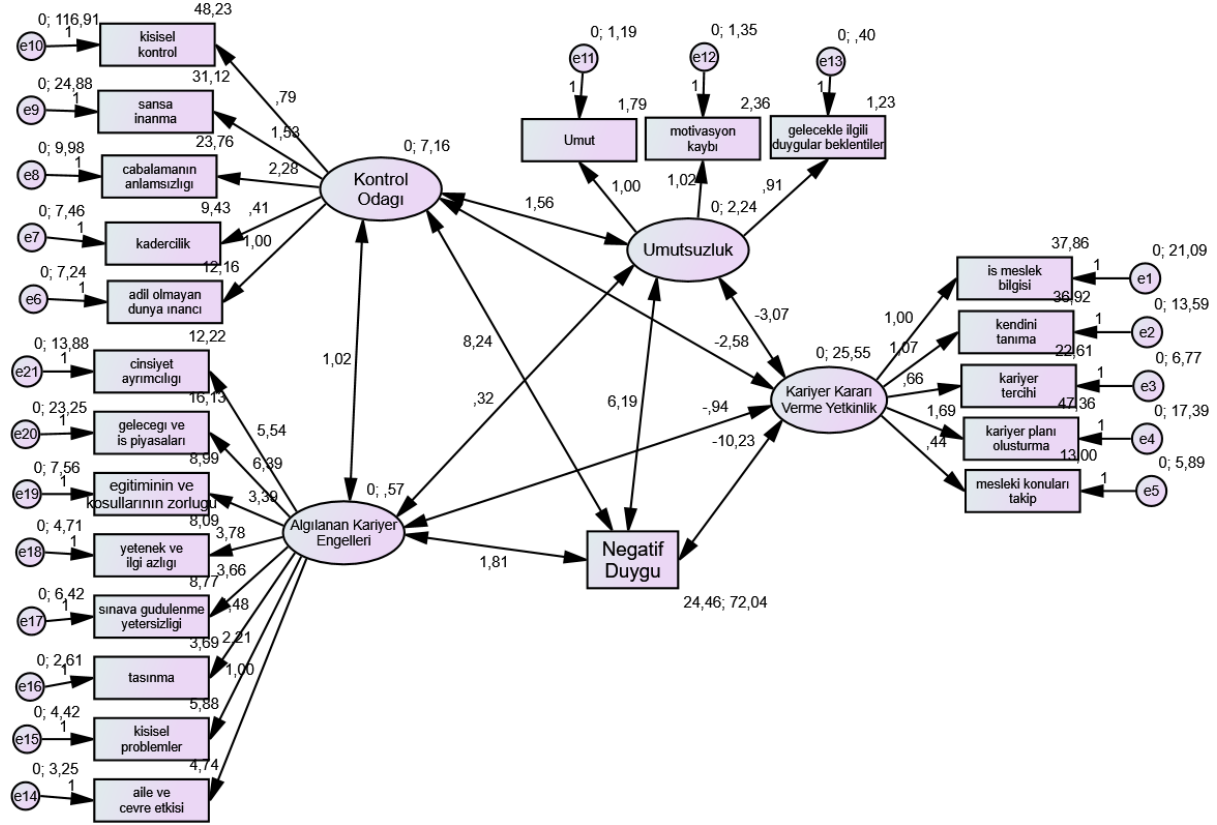 48,23
0; 116,91
e10
1
kisisel
kontrol
31,12
0; 24,88
e9
1
sansa
inanma
23,76
0; 9,98
e8
1
cabalamanın
anlamsızlıgı
9,43
0; 7,46
e7
1
kadercilik
12,16
0; 7,24
e6
1
adil olmayan
dunya ınancı
,79
1,53
2,28
,41
1,00
0; 7,16
Kontrol
Odagı
0; 1,19
e11
1
1,79
Umut
0; 1,35
e12
1
2,36
motivasyon
kaybı
0; ,40
e13
1
1,23
gelecekle ilgili
duygular beklentiler
1,00
1,02
,91
0; 2,24
Umutsuzluk
1,56
-3,07
-2,58
8,24
1,02
,32
6,19
-,94
-10,23
1,81
0; 25,55
Kariyer Kararı
Verme Yetkinlik
1,00
1,07
,66
1,69
,44
37,86
is meslek
bilgisi
1
0; 21,09
e1
36,92
kendini
tanıma
1
0; 13,59
e2
22,61
kariyer
tercihi
1
0; 6,77
e3
47,36
kariyer planı
olusturma
1
0; 17,39
e4
13,00
mesleki konuları
takip
1
0; 5,89
e5
12,22
0; 13,88
e21
1
cinsiyet
ayrımcılıgı
16,13
0; 23,25
e20
1
gelecegı ve
is piyasaları
8,99
0; 7,56
e19
1
egitiminin ve
kosullarının zorlugu
8,09
0; 4,71
e18
1
yetenek ve
ilgi azlıgı
8,77
0; 6,42
e17
1
sınava gudulenme
yetersizligi
3,69
0; 2,61
e16
1
tasınma
5,88
0; 4,42
e15
1
kisisel
problemler
4,74
0; 3,25
e14
1
aile ve
cevre etkisi
5,54
6,39
3,39
3,78
3,66
,48
2,21
1,00
0; ,57
Algılanan Kariyer
Engelleri
Negatif
Duygu
24,46; 72,04